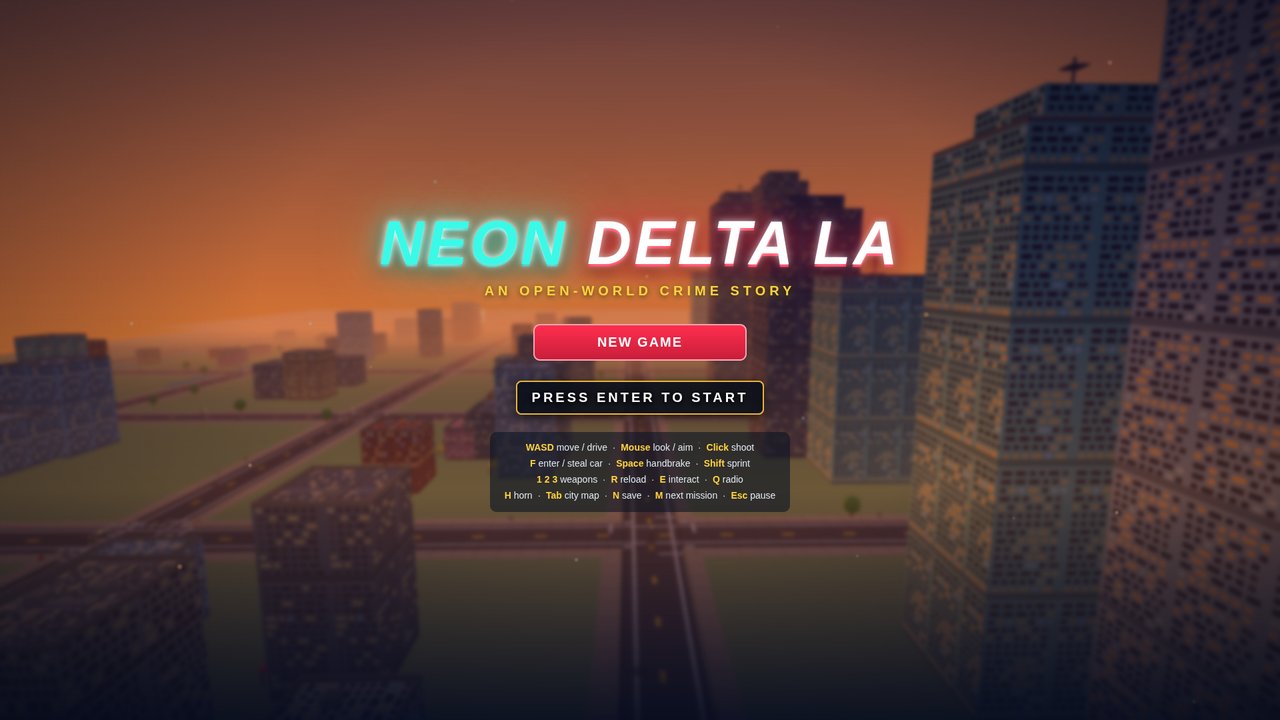 NEON DELTA LA
AN OPEN-WORLD CRIME STORY
NEW GAME
PRESS ENTER TO START
WASD move / drive · Mouse look / aim · Click shoot
F enter / steal car · Space handbrake · Shift sprint
1 2 3 weapons · R reload · E interact · Q radio
H horn · Tab city map · N save · M next mission · Esc pause